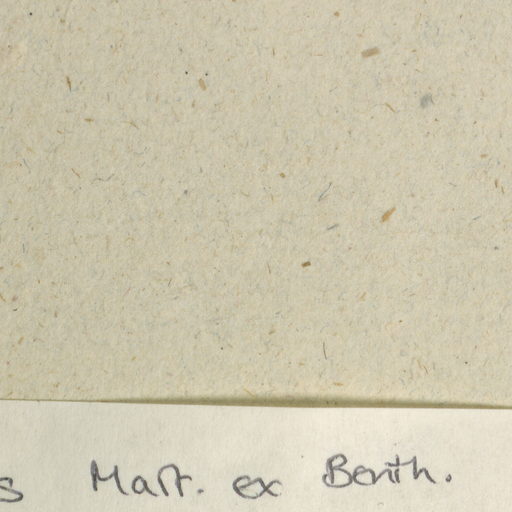 s Mart. ex Benth.